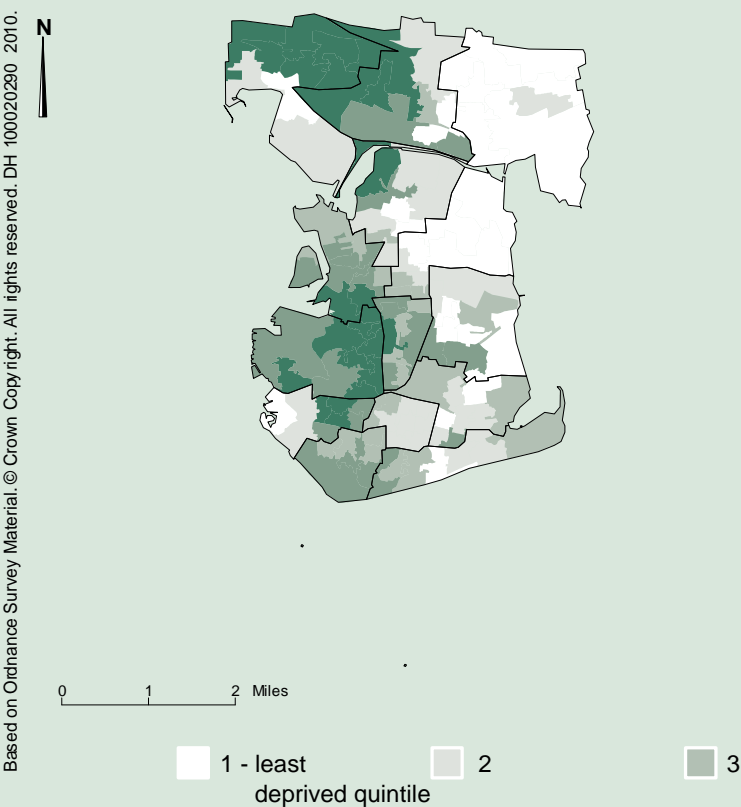 Based on Ordnance Survey Material. © Crown Copyright. All rights reserved. DH 100020290 2010.
N
0 1 2 Miles
1 - least
deprived quintile
2
3